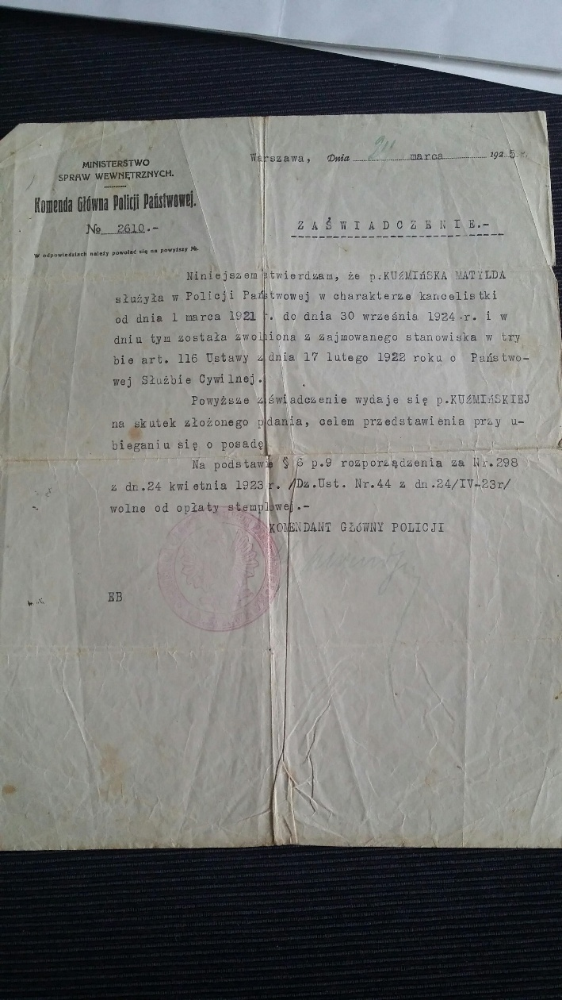 MINISTERSTWO
SPRAW WEWNĘTRZNYCH.
Komenda Główna Policji Państwowej.
No 2610.-
W odpowiedziach należy powołać się na powyższy №.
Warszawa, Dnia marca 1925 r.
ZAŚWIADCZENIE.-
Niniejszem stwierdzam, że p.KUŹMIŃSKA MATYLDA
służyła w Policji Państwowej w charakterze kancelistki
od dnia 1 marca 1921 r. do dnia 30 września 1924 r. i w
dniu tym została zwolniona z zajmowanego stanowiska w try
bie art. 116 Ustawy z dnia 17 lutego 1922 roku o Państwo-
wej Służbie Cywilnej.
Powyższe zaświadczenie wydaje się p.KUŹMIŃSKIEJ
na skutek złożonego podania, celem przedstawienia przy u-
bieganiu się o posadę
Na podstawie § 6 p.9 rozporządzenia za Nr.298
z dn.24 kwietnia 1923 r. /Dz.Ust. Nr.44 z dn.24/IV-23r/
wolne od opłaty stemplowej.-
KOMENDANT GŁÓWNY POLICJI
EB